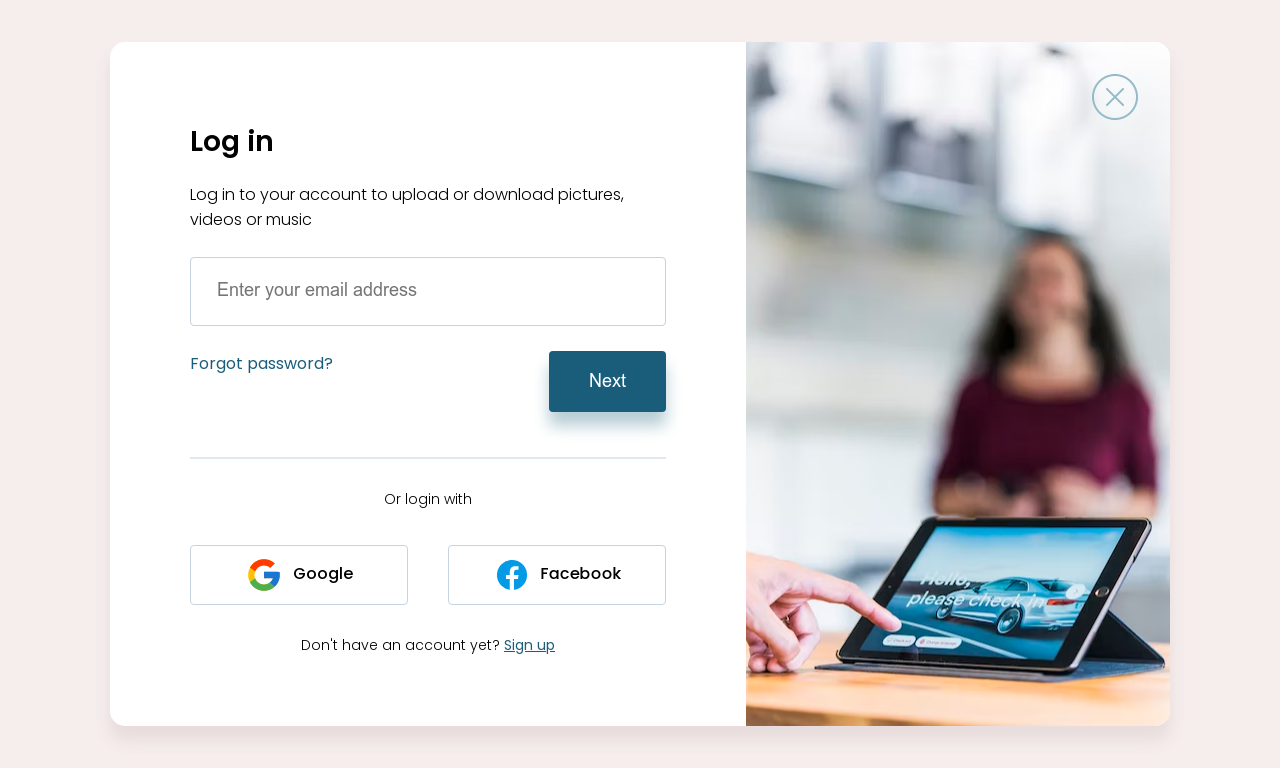 Log in
Log in to your account to upload or download pictures,
videos or music
Enter your email address
Forgot password?
Next
Or login with
Google
Facebook
Don't have an account yet? Sign up
Hello,
please check in